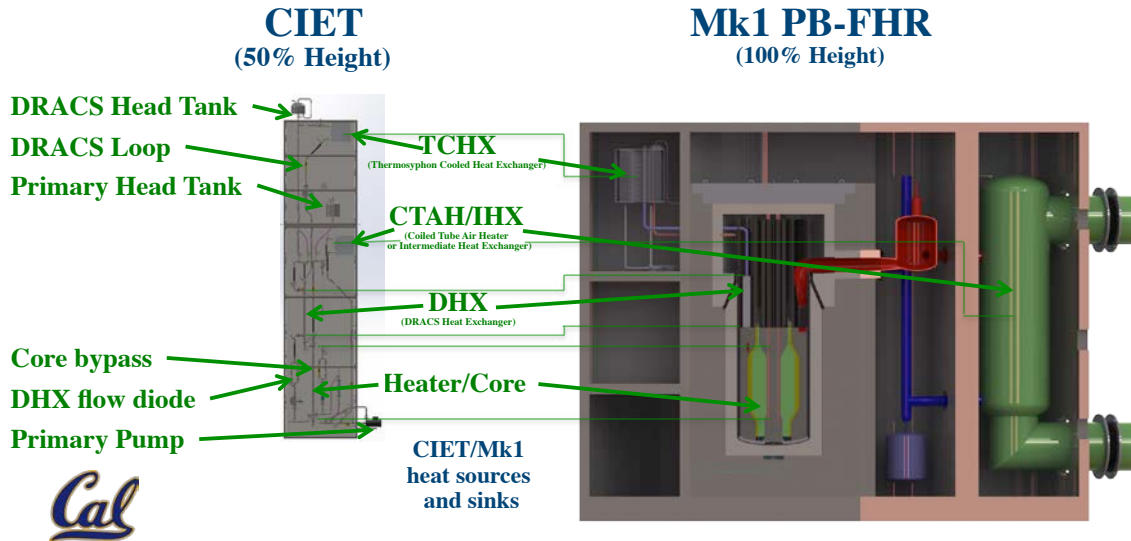 CIET
(50% Height)
Mk1 PB-FHR
(100% Height)
DRACS Head Tank
DRACS Loop
Primary Head Tank
TCHX
(Thermosyphon Cooled Heat Exchanger)
CTAH/IHX
(Coiled Tube Air Heater
or Intermediate Heat Exchanger)
DHX
(DRACS Heat Exchanger)
Core bypass
DHX flow diode
Primary Pump
Heater/Core
CIET/Mk1
heat sources
and sinks
Cal